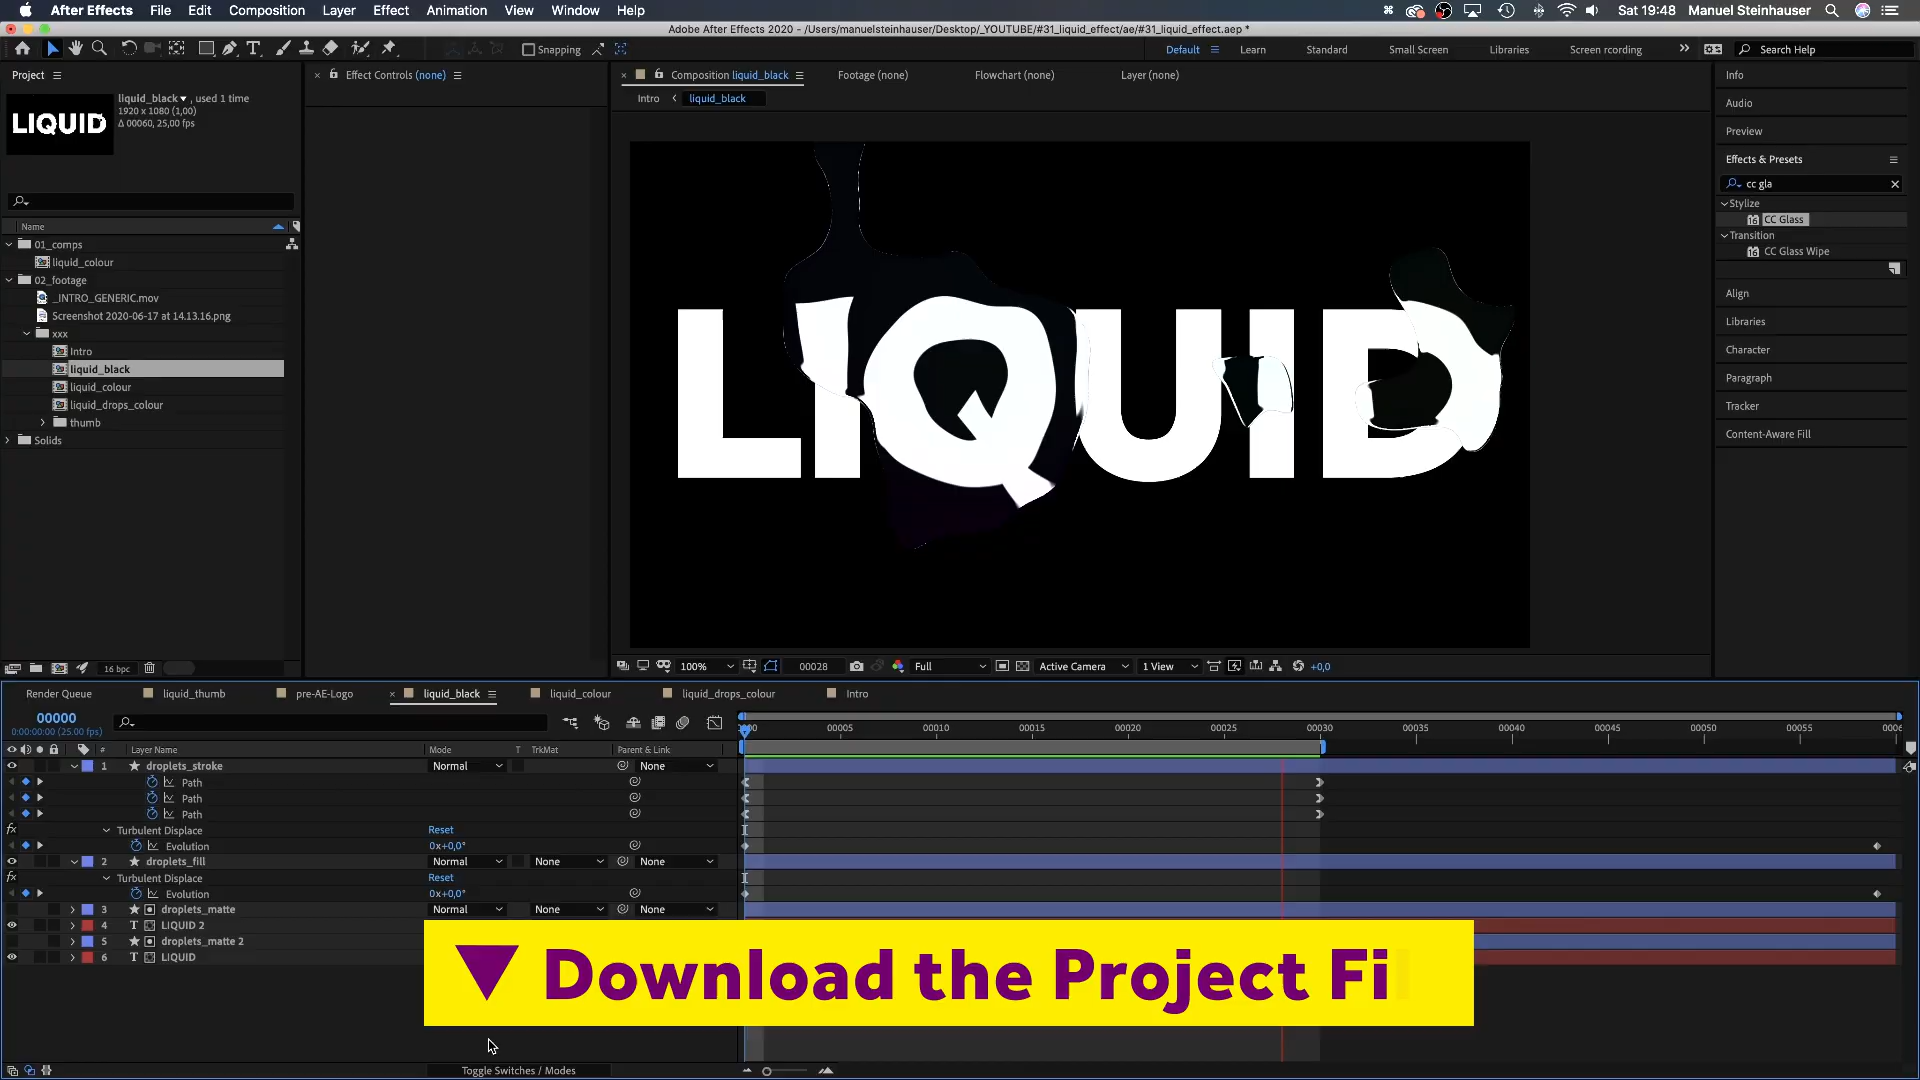 After Effects File Edit Composition Layer Effect Animation View Window Help Sat 19:48 Manuel Steinhauser
Adobe After Effects 2020 - /Users/manuelsteinhauser/Desktop/_YOUTUBE/#31_liquid_effect/ae/#31_liquid_effect.aep *
Snapping Default Learn Standard Small Screen Libraries Screen rcording Search Help
Project Effect Controls (none) Composition liquid_black Footage (none) Flowchart (none) Layer (none) Info
Intro liquid_black
liquid_black , used 1 time
1920 x 1080 (1,00)
Δ 00060, 25,00 fps
LIQUID
Audio
Preview
Effects & Presets
cc gla
Stylize
CC Glass
Transition
CC Glass Wipe
Align
Libraries
Character
Paragraph
Tracker
Content-Aware Fill
Name
01_comps
liquid_colour
02_footage
_INTRO_GENERIC.mov
Screenshot 2020-06-17 at 14.13.16.png
xxx
Intro
liquid_black
liquid_colour
liquid_drops_colour
thumb
Solids
LIQUID
16 bpc 100% 00028 Full Active Camera 1 View +0,0
Render Queue liquid_thumb pre-AE-Logo liquid_black liquid_colour liquid_drops_colour Intro
00000
0:00:00:00 (25.00 fps)
00005 00010 00015 00020 00025 00030 00035 00040 00045 00050 00055
# Layer Name Mode T TrkMat Parent & Link
1 droplets_stroke Normal None
Path
Path
Path
Turbulent Displace Reset
Evolution 0x+0,0°
2 droplets_fill Normal None None
Turbulent Displace Reset
Evolution 0x+0,0°
3 droplets_matte Normal None None
4 T LIQUID 2
5 droplets_matte 2
6 T LIQUID
▼ Download the Project Fi
Toggle Switches / Modes